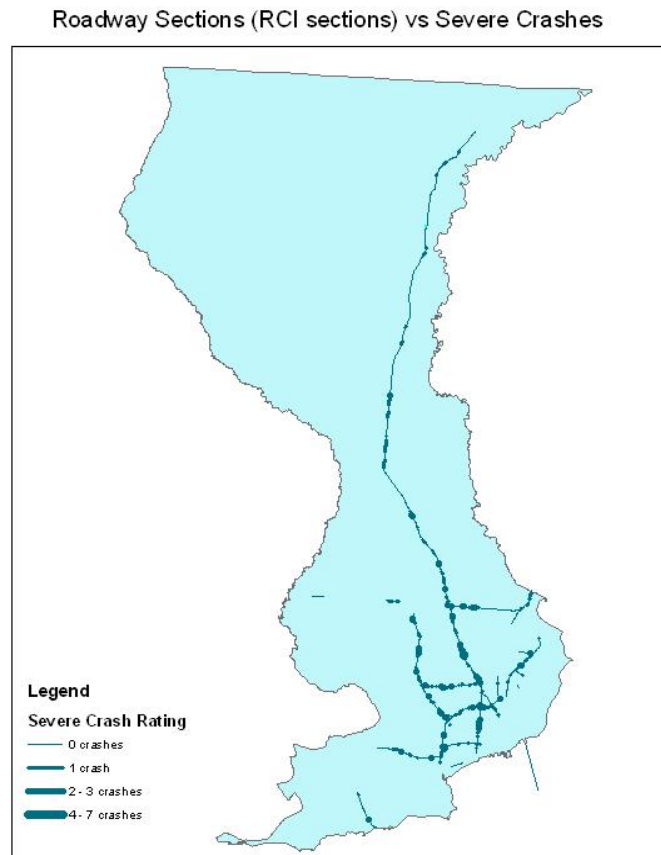 Roadway Sections (RCI sections) vs Severe Crashes
Legend
Severe Crash Rating
0 crashes
1 crash
2 - 3 crashes
4 - 7 crashes